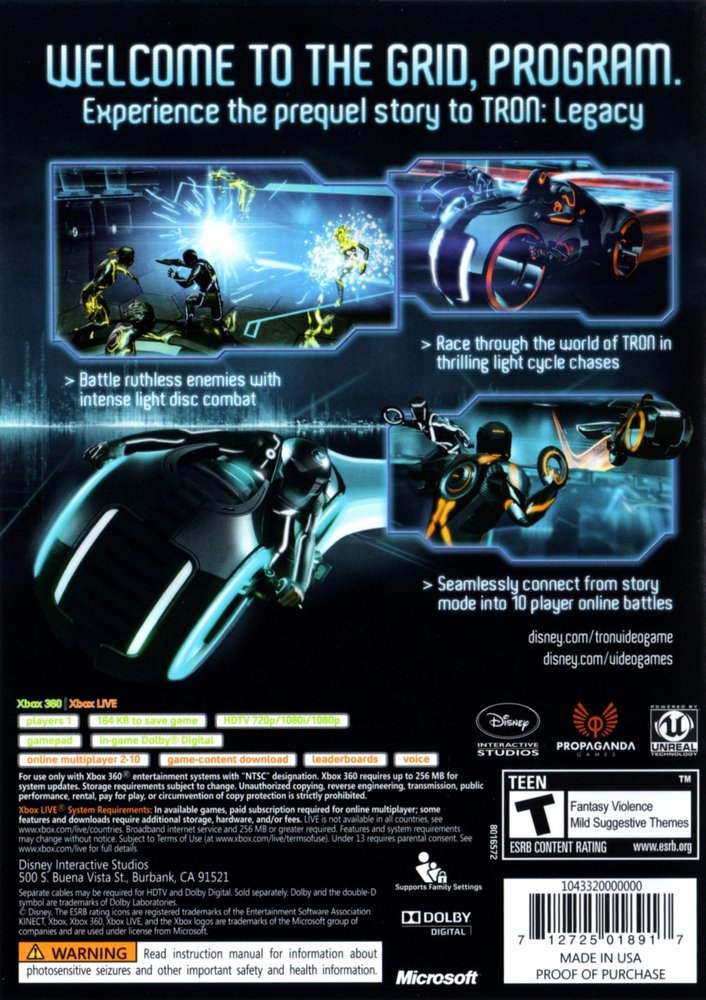 WELCOME TO THE GRID, PROGRAM.
Experience the prequel story to TRON: Legacy
> Race through the world of TRON in
thrilling light cycle chases
> Battle ruthless enemies with
intense light disc combat
> Seamlessly connect from story
mode into 10 player online battles
disney.com/tronvideogame
disney.com/videogames
Xbox 360 | Xbox LIVE
players 1 164 KB to save game HDTV 720p/1080i/1080p
gamepad in-game Dolby® Digital
online multiplayer 2-10 game-content download leaderboards voice
For use only with Xbox 360® entertainment systems with "NTSC" designation. Xbox 360 requires up to 256 MB for
system updates. Storage requirements subject to change. Unauthorized copying, reverse engineering, transmission, public
performance, rental, pay for play, or circumvention of copy protection is strictly prohibited.
Xbox LIVE® System Requirements: In available games, paid subscription required for online multiplayer; some
features and downloads require additional storage, hardware, and/or fees. LIVE is not available in all countries, see
www.xbox.com/live/countries. Broadband internet service and 256 MB or greater required. Features and system requirements
may change without notice. Subject to Terms of Use (at www.xbox.com/live/termsofuse). Under 13 requires parental consent. See
www.xbox.com/live for full details.
Disney Interactive Studios
500 S. Buena Vista St., Burbank, CA 91521
Separate cables may be required for HDTV and Dolby Digital. Sold separately. Dolby and the double-D
symbol are trademarks of Dolby Laboratories.
© Disney. The ESRB rating icons are registered trademarks of the Entertainment Software Association.
KINECT, Xbox, Xbox 360, Xbox LIVE, and the Xbox logos are trademarks of the Microsoft group of
companies and are used under license from Microsoft.
WARNING Read instruction manual for information about
photosensitive seizures and other important safety and health information.
Supports Family Settings
DOLBY
DIGITAL
Microsoft
Disney
INTERACTIVE
STUDIOS
PROPAGANDA
GAMES
POWERED BY
UNREAL
TECHNOLOGY
8016572
TEEN ™
T
Fantasy Violence
Mild Suggestive Themes
ESRB CONTENT RATING www.esrb.org
1043320000000
7 12725 01891 7
MADE IN USA
PROOF OF PURCHASE